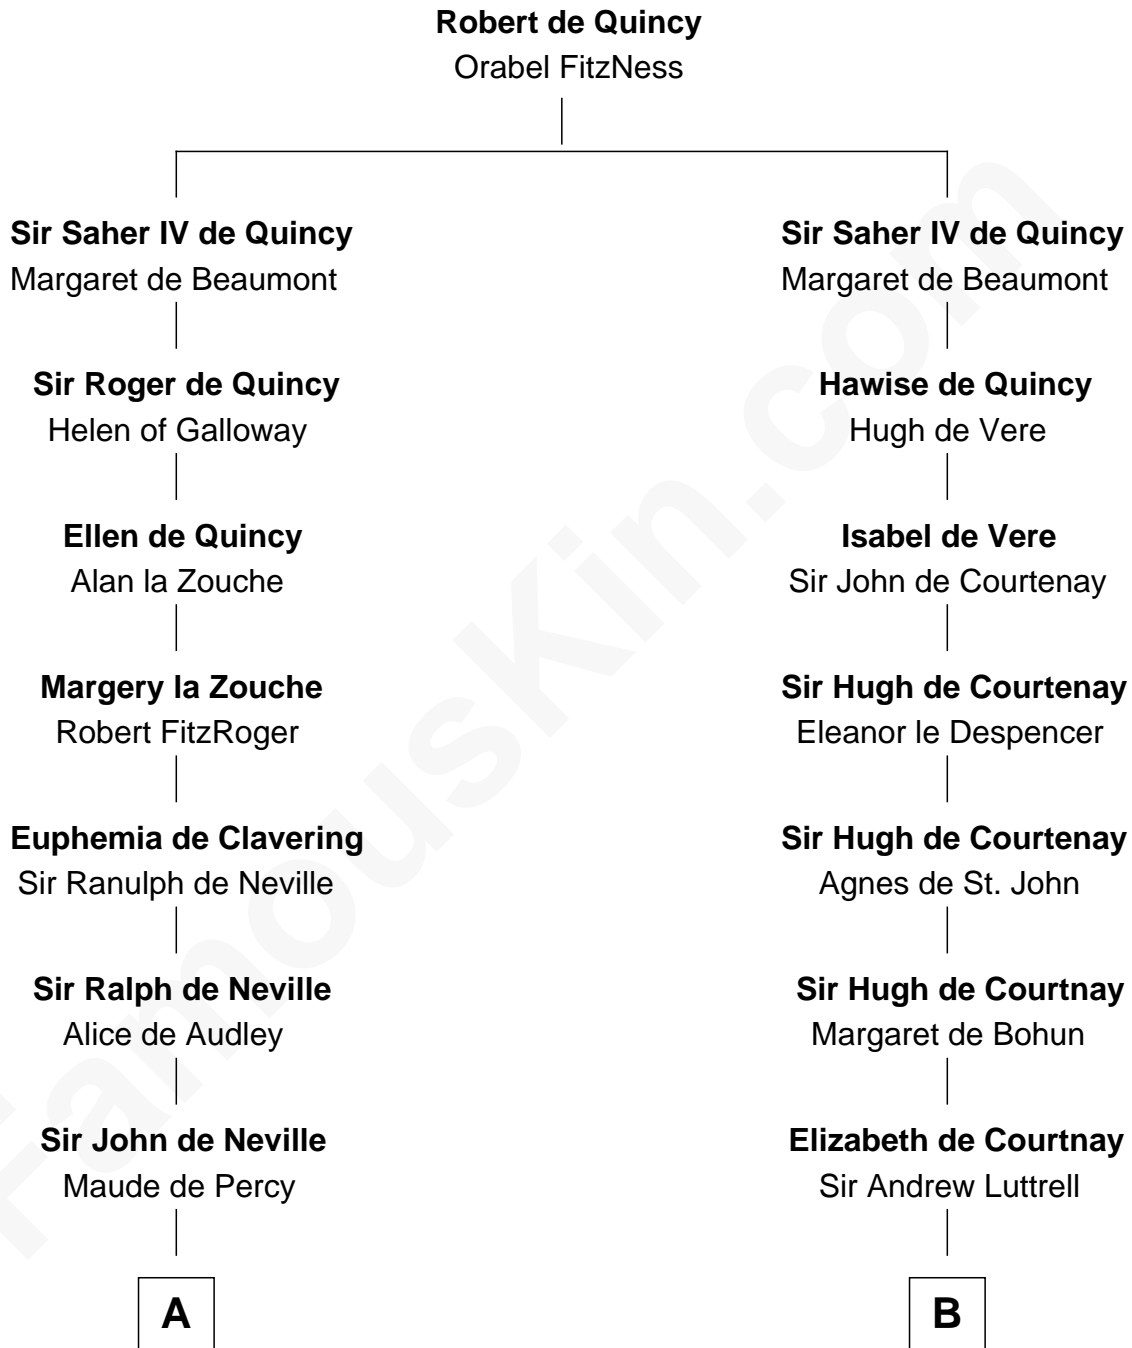 Robert de Quincy
Orabel FitzNess
Sir Saher IV de Quincy
Margaret de Beaumont
Sir Saher IV de Quincy
Margaret de Beaumont
Sir Roger de Quincy
Helen of Galloway
Hawise de Quincy
Hugh de Vere
Ellen de Quincy
Alan la Zouche
Isabel de Vere
Sir John de Courtenay
Margery la Zouche
Robert FitzRoger
Sir Hugh de Courtenay
Eleanor le Despencer
Euphemia de Clavering
Sir Ranulph de Neville
Sir Hugh de Courtenay
Agnes de St. John
Sir Ralph de Neville
Alice de Audley
Sir Hugh de Courtnay
Margaret de Bohun
Sir John de Neville
Maude de Percy
Elizabeth de Courtnay
Sir Andrew Luttrell
A
B
FamousKin.com